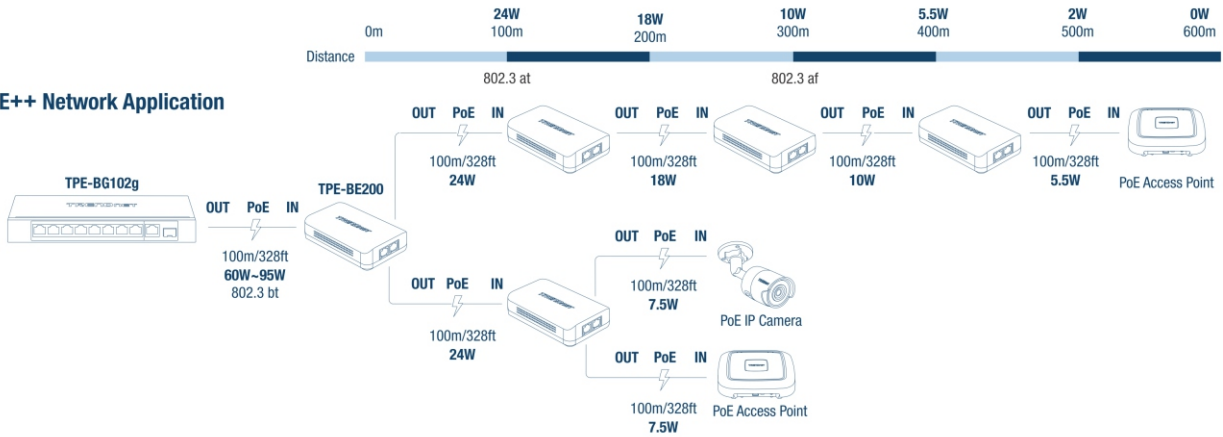 24W 18W 10W 5.5W 2W 0W
0m 100m 200m 300m 400m 500m 600m
Distance
802.3 at 802.3 af
E++ Network Application
OUT PoE IN OUT PoE IN OUT PoE IN OUT PoE IN
100m/328ft 100m/328ft 100m/328ft 100m/328ft
24W 18W 10W 5.5W
PoE Access Point
TPE-BG102g
TRENDNET
TPE-BE200
OUT PoE IN
100m/328ft
60W~95W
802.3 bt
OUT PoE IN
100m/328ft
24W
OUT PoE IN
100m/328ft
7.5W
PoE IP Camera
OUT PoE IN
100m/328ft
7.5W
PoE Access Point